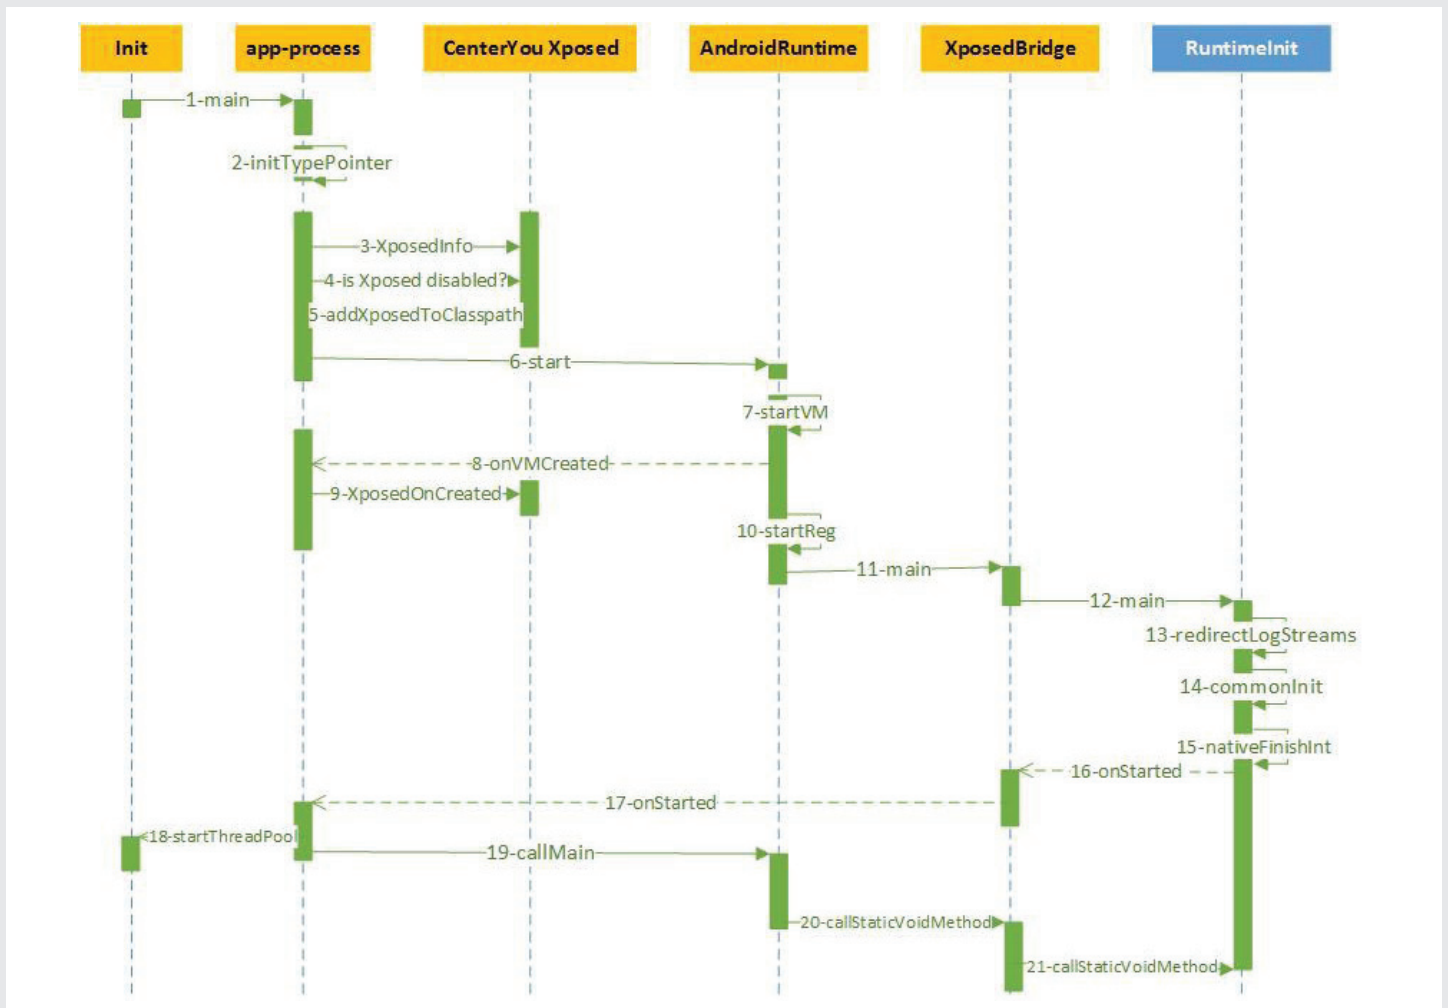 Init
app-process
CenterYou Xposed
AndroidRuntime
XposedBridge
RuntimeInit
1-main
2-initTypePointer
3-XposedInfo
4-is Xposed disabled?
5-addXposedToClasspath
6-start
7-startVM
8-onVMCreated
9-XposedOnCreated
10-startReg
11-main
12-main
13-redirectLogStreams
14-commonInit
15-nativeFinishInt
16-onStarted
17-onStarted
18-startThreadPool
19-callMain
20-callStaticVoidMethod
21-callStaticVoidMethod